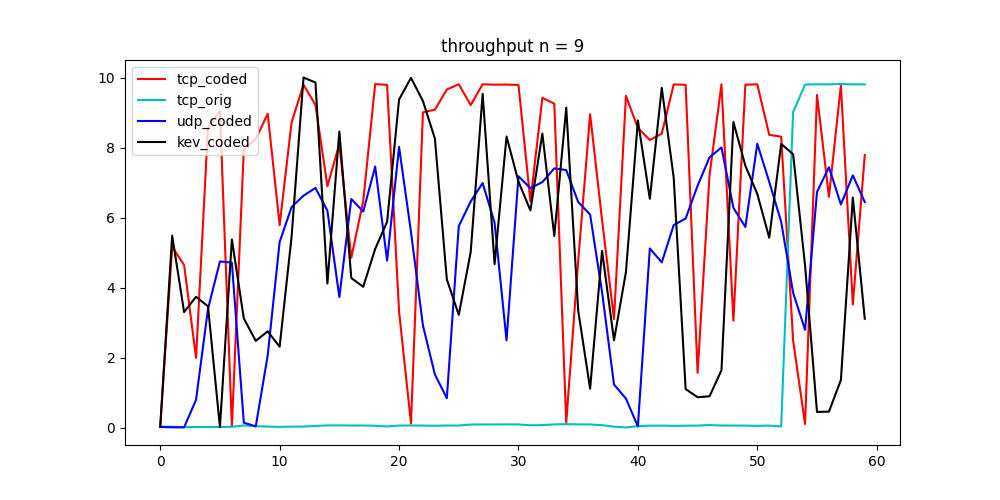 throughput n = 9
tcp_coded
tcp_orig
udp_coded
kev_coded
10
8
6
4
2
0
0 10 20 30 40 50 60